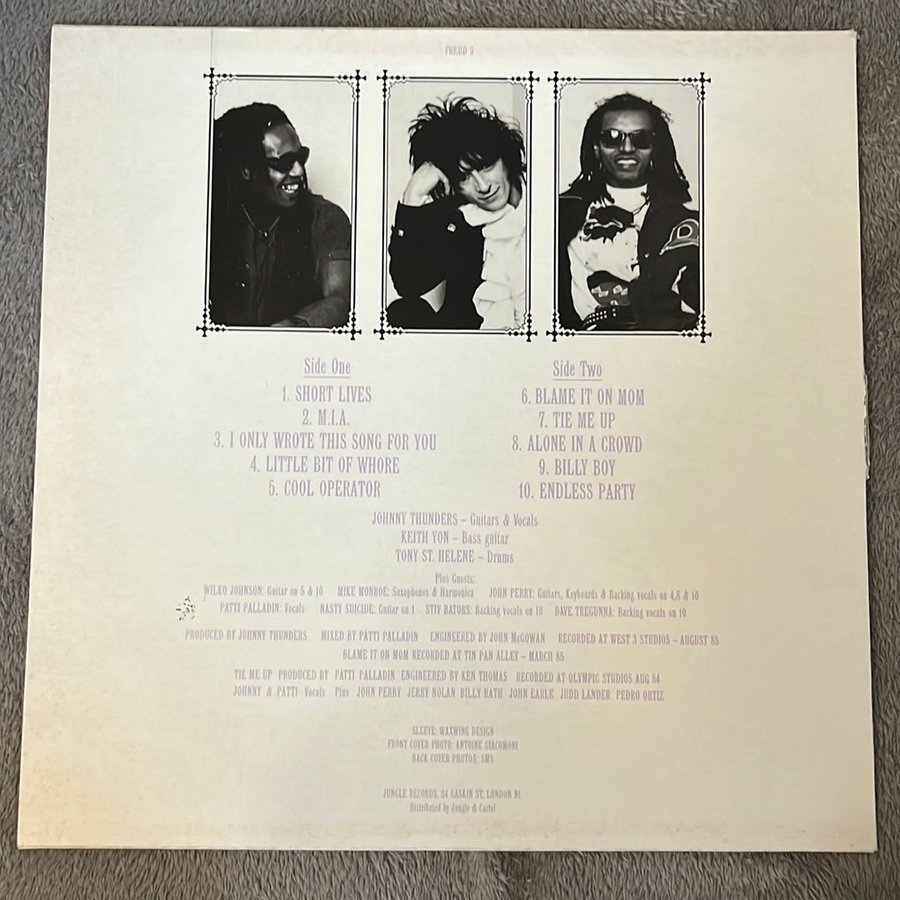 FREUD 9
Side One
1. SHORT LIVES
2. M.I.A.
3. I ONLY WROTE THIS SONG FOR YOU
4. LITTLE BIT OF WHORE
5. COOL OPERATOR
Side Two
6. BLAME IT ON MOM
7. TIE ME UP
8. ALONE IN A CROWD
9. BILLY BOY
10. ENDLESS PARTY
JOHNNY THUNDERS – Guitars & Vocals
KEITH YON – Bass guitar
TONY ST. HELENE – Drums
Plus Guests:
WILKO JOHNSON: Guitar on 5 & 10 MIKE MONROE: Saxophones & Harmonica JOHN PERRY: Guitars, Keyboards & Backing vocals on 4,8 & 10
PATTI PALLADIN: Vocals NASTY SUICIDE: Guitar on 1 STIV BATORS: Backing vocals on 10 DAVE TREGUNNA: Backing vocals on 10
PRODUCED BY JOHNNY THUNDERS MIXED BY PATTI PALLADIN ENGINEERED BY JOHN McGOWAN RECORDED AT WEST 3 STUDIOS – AUGUST 85
BLAME IT ON MOM RECORDED AT TIN PAN ALLEY – MARCH 85
TIE ME UP PRODUCED BY PATTI PALLADIN ENGINEERED BY KEN THOMAS RECORDED AT OLYMPIC STUDIOS AUG 84
JOHNNY & PATTI Vocals Plus JOHN PERRY JERRY NOLAN BILLY RATH JOHN EARLE JUDD LANDER PEDRO ORTIZ
SLEEVE: WAXWING DESIGN
FRONT COVER PHOTO: ANTOINE GIACOMONI
BACK COVER PHOTOS: SMS
JUNGLE RECORDS, 24 GASKIN ST, LONDON N1
Distributed by Jungle & Cartel